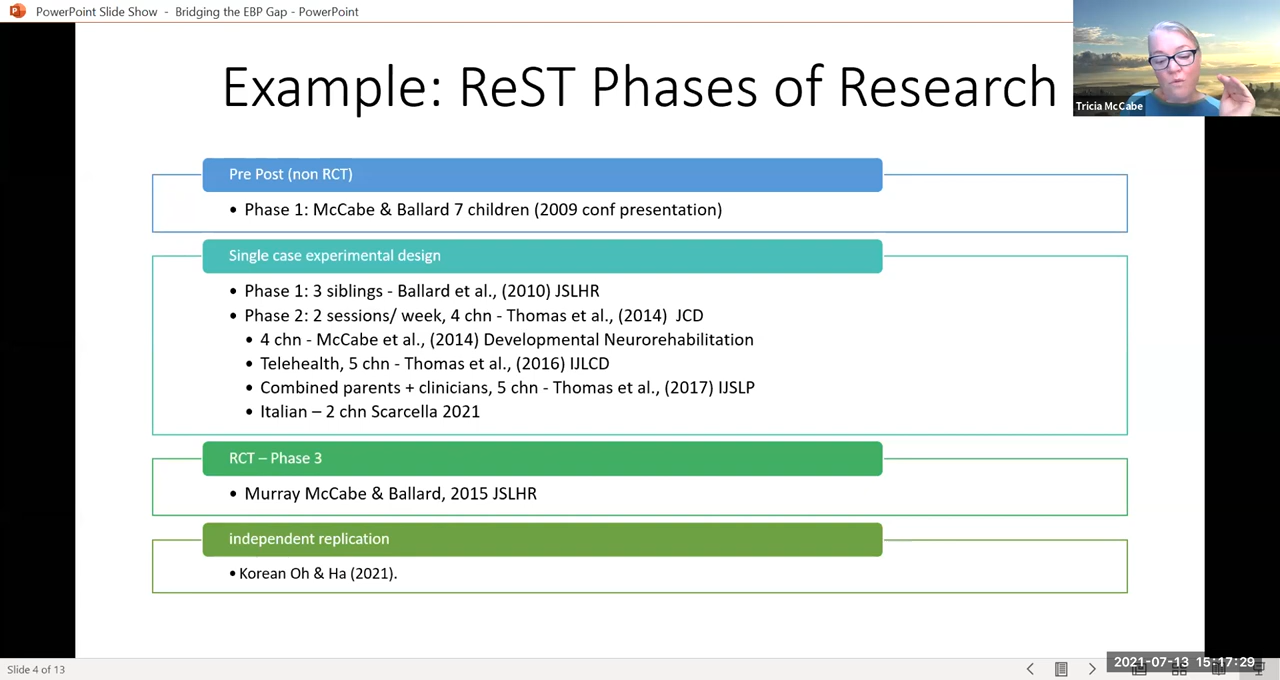 PowerPoint Slide Show - Bridging the EBP Gap - PowerPoint
Example: ReST Phases of Research
Tricia McCabe
Pre Post (non RCT)
• Phase 1: McCabe & Ballard 7 children (2009 conf presentation)
Single case experimental design
• Phase 1: 3 siblings - Ballard et al., (2010) JSLHR
• Phase 2: 2 sessions/ week, 4 chn - Thomas et al., (2014) JCD
• 4 chn - McCabe et al., (2014) Developmental Neurorehabilitation
• Telehealth, 5 chn - Thomas et al., (2016) IJLCD
• Combined parents + clinicians, 5 chn - Thomas et al., (2017) IJSLP
• Italian – 2 chn Scarcella 2021
RCT – Phase 3
• Murray McCabe & Ballard, 2015 JSLHR
independent replication
• Korean Oh & Ha (2021).
Slide 4 of 13
2021-07-13 15:17:29